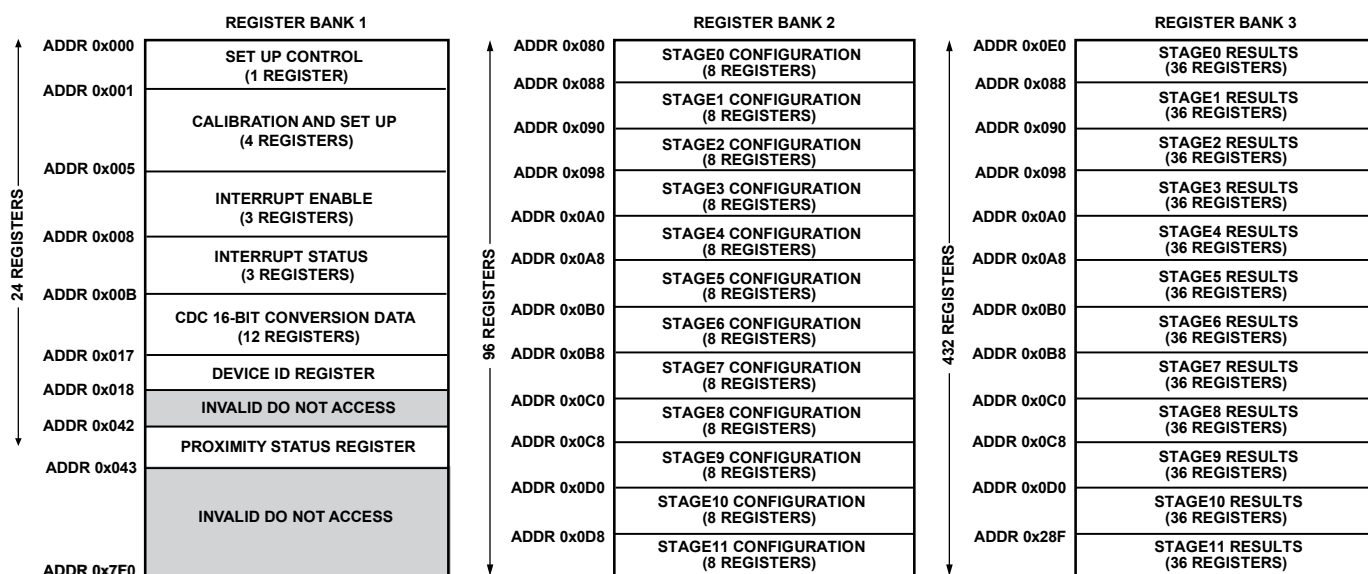 REGISTER BANK 1
ADDR 0x000
SET UP CONTROL
(1 REGISTER)
ADDR 0x001
CALIBRATION AND SET UP
(4 REGISTERS)
ADDR 0x005
INTERRUPT ENABLE
(3 REGISTERS)
ADDR 0x008
INTERRUPT STATUS
(3 REGISTERS)
ADDR 0x00B
CDC 16-BIT CONVERSION DATA
(12 REGISTERS)
ADDR 0x017
DEVICE ID REGISTER
ADDR 0x018
INVALID DO NOT ACCESS
ADDR 0x042
PROXIMITY STATUS REGISTER
ADDR 0x043
INVALID DO NOT ACCESS
ADDR 0x7F0
24 REGISTERS
REGISTER BANK 2
ADDR 0x080
STAGE0 CONFIGURATION
(8 REGISTERS)
ADDR 0x088
STAGE1 CONFIGURATION
(8 REGISTERS)
ADDR 0x090
STAGE2 CONFIGURATION
(8 REGISTERS)
ADDR 0x098
STAGE3 CONFIGURATION
(8 REGISTERS)
ADDR 0x0A0
STAGE4 CONFIGURATION
(8 REGISTERS)
ADDR 0x0A8
STAGE5 CONFIGURATION
(8 REGISTERS)
ADDR 0x0B0
STAGE6 CONFIGURATION
(8 REGISTERS)
ADDR 0x0B8
STAGE7 CONFIGURATION
(8 REGISTERS)
ADDR 0x0C0
STAGE8 CONFIGURATION
(8 REGISTERS)
ADDR 0x0C8
STAGE9 CONFIGURATION
(8 REGISTERS)
ADDR 0x0D0
STAGE10 CONFIGURATION
(8 REGISTERS)
ADDR 0x0D8
STAGE11 CONFIGURATION
(8 REGISTERS)
96 REGISTERS
REGISTER BANK 3
ADDR 0x0E0
STAGE0 RESULTS
(36 REGISTERS)
ADDR 0x088
STAGE1 RESULTS
(36 REGISTERS)
ADDR 0x090
STAGE2 RESULTS
(36 REGISTERS)
ADDR 0x098
STAGE3 RESULTS
(36 REGISTERS)
ADDR 0x0A0
STAGE4 RESULTS
(36 REGISTERS)
ADDR 0x0A8
STAGE5 RESULTS
(36 REGISTERS)
ADDR 0x0B0
STAGE6 RESULTS
(36 REGISTERS)
ADDR 0x0B8
STAGE7 RESULTS
(36 REGISTERS)
ADDR 0x0C0
STAGE8 RESULTS
(36 REGISTERS)
ADDR 0x0C8
STAGE9 RESULTS
(36 REGISTERS)
ADDR 0x0D0
STAGE10 RESULTS
(36 REGISTERS)
ADDR 0x28F
STAGE11 RESULTS
(36 REGISTERS)
432 REGISTERS